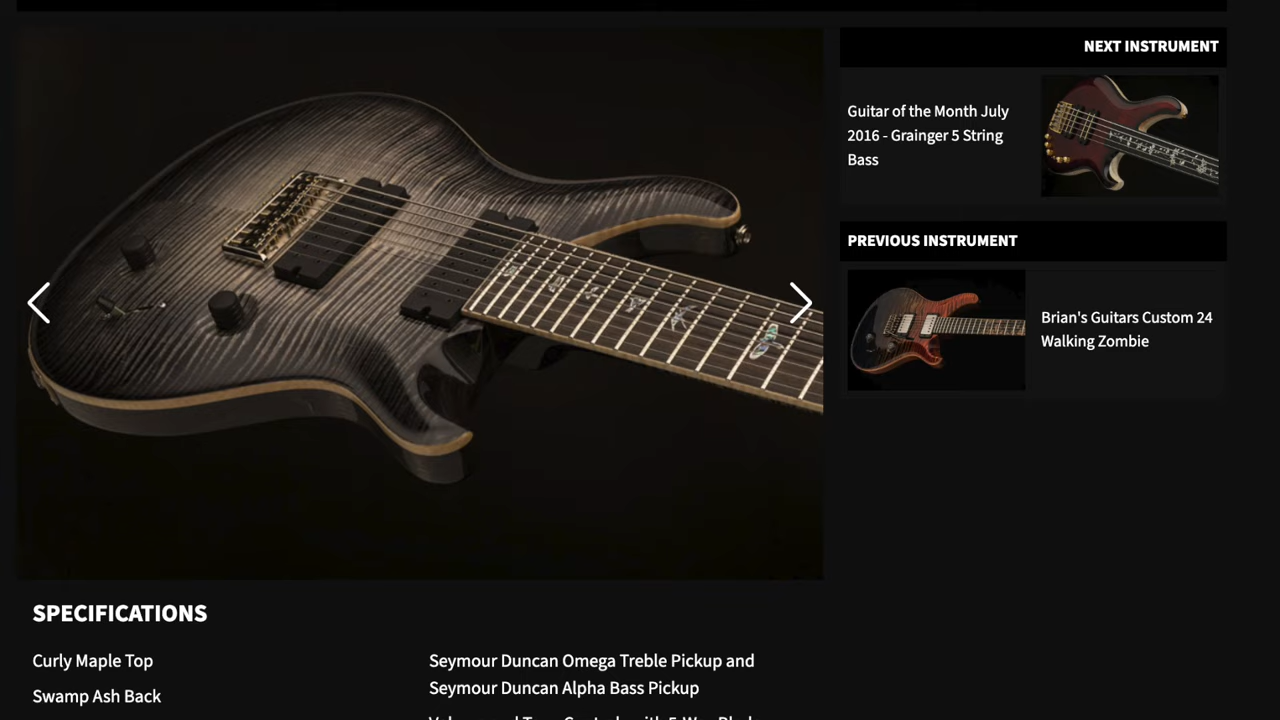 NEXT INSTRUMENT
Guitar of the Month July
2016 - Grainger 5 String
Bass
PREVIOUS INSTRUMENT
Brian's Guitars Custom 24
Walking Zombie
SPECIFICATIONS
Curly Maple Top
Swamp Ash Back
Seymour Duncan Omega Treble Pickup and
Seymour Duncan Alpha Bass Pickup